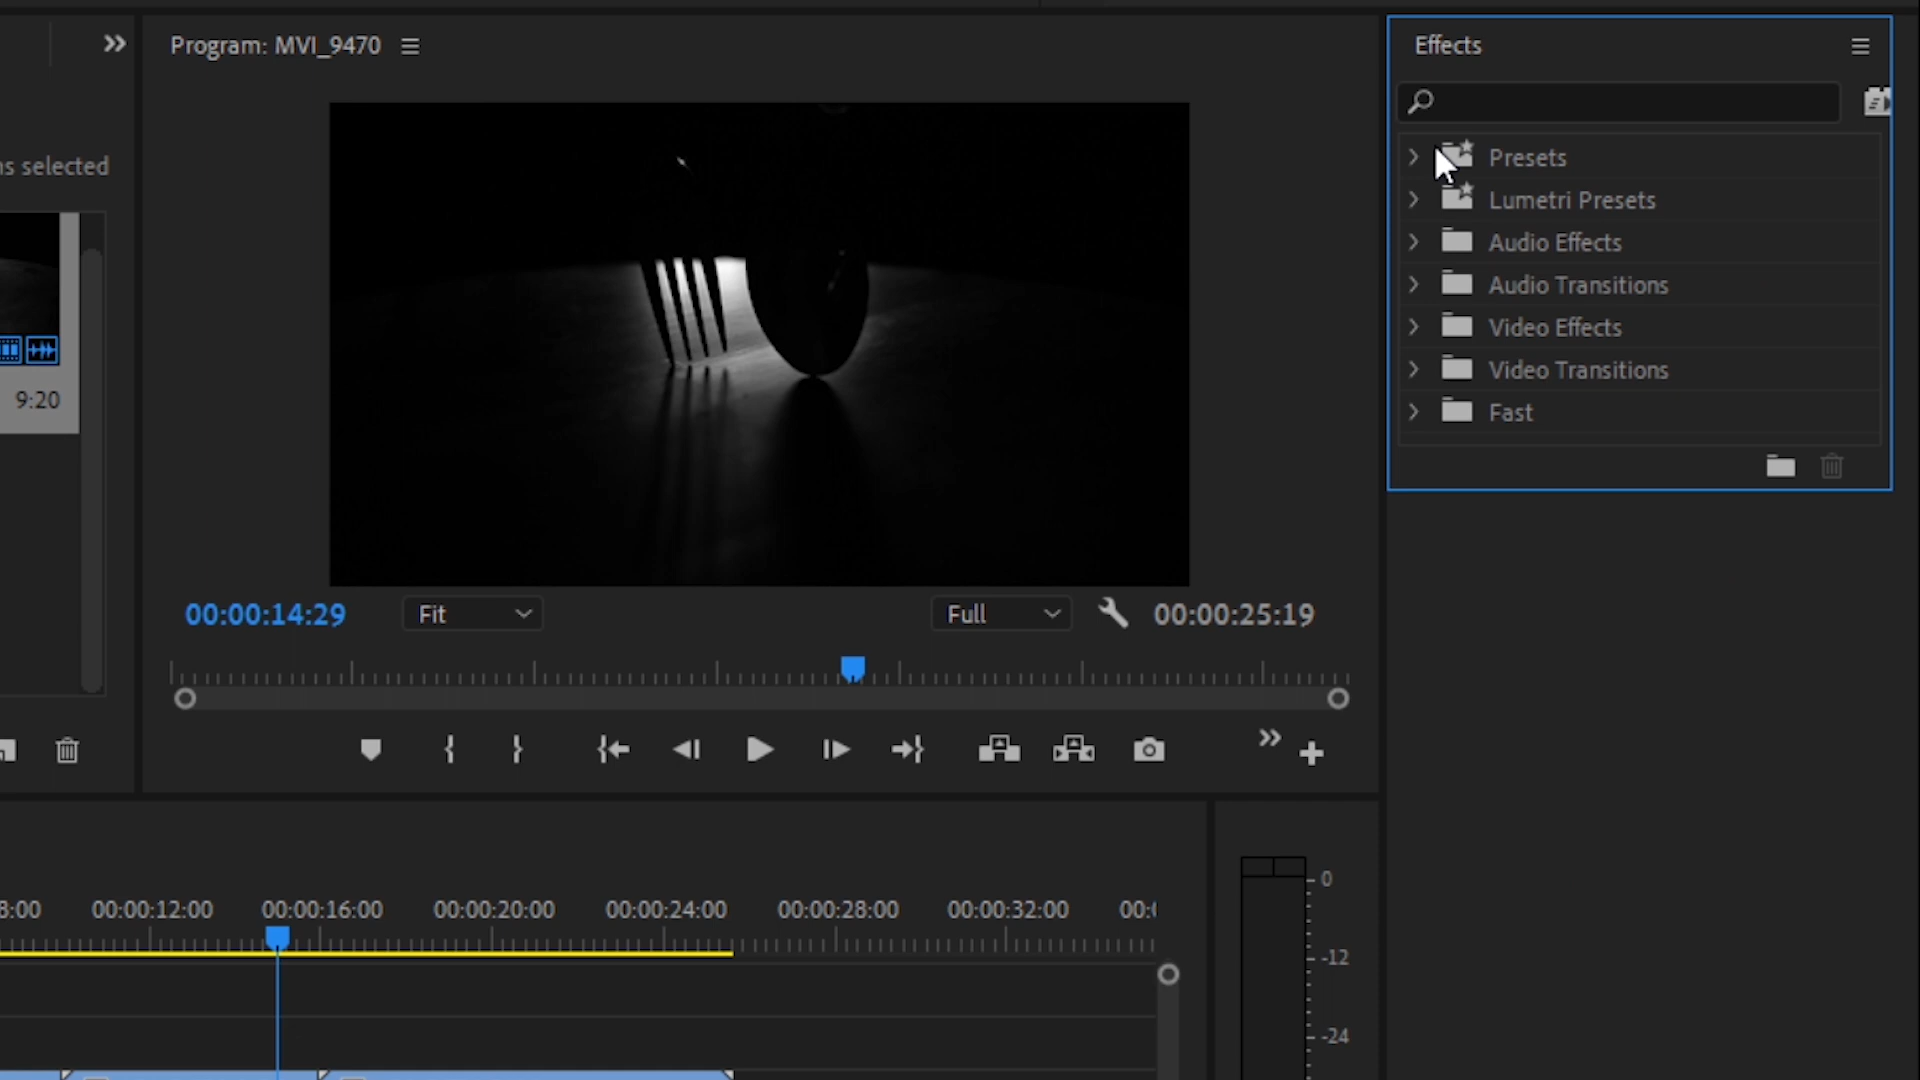 Program: MVI_9470
Effects
ns selected
Presets
Lumetri Presets
Audio Effects
Audio Transitions
Video Effects
Video Transitions
Fast
9:20
00:00:14:29
Fit
Full
00:00:25:19
8:00 00:00:12:00 00:00:16:00 00:00:20:00 00:00:24:00 00:00:28:00 00:00:32:00 00:
0
-12
-24